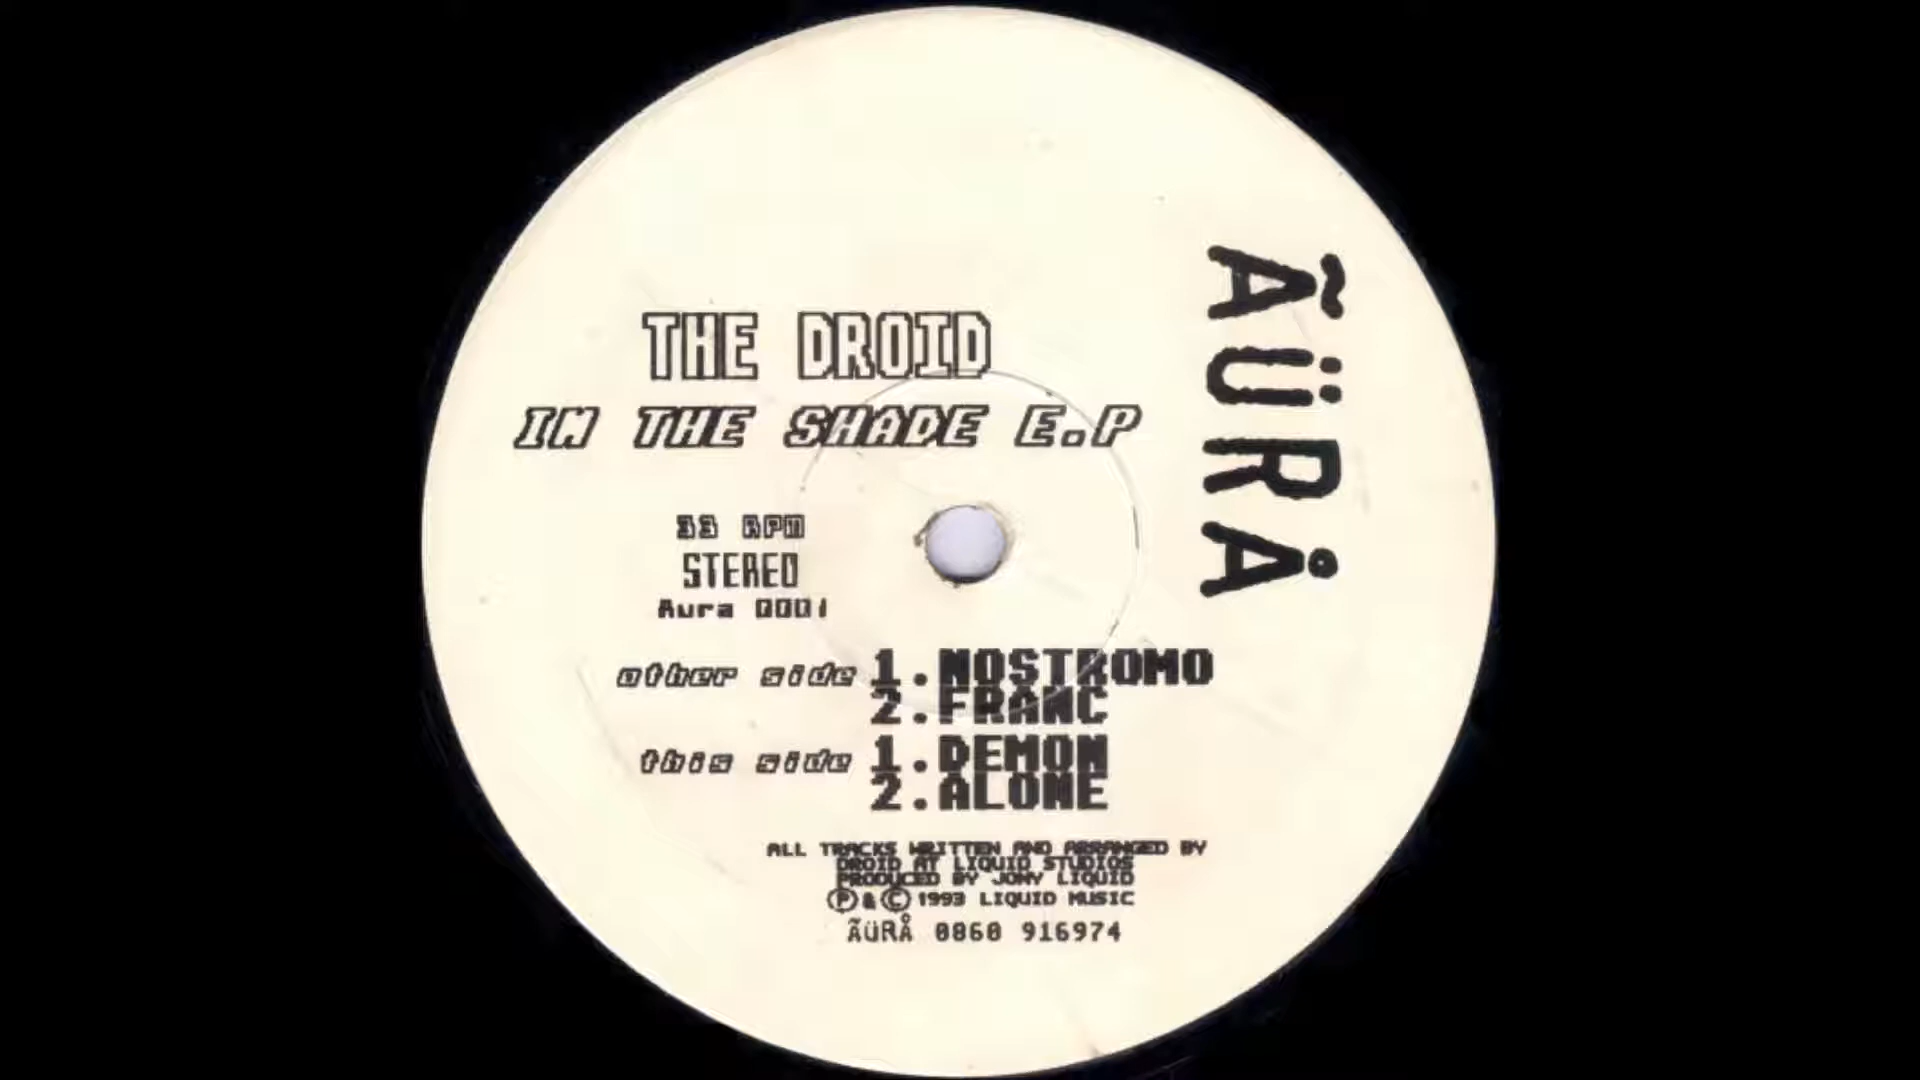 THE DROID
IN THE SHADE E.P
ÃÜRÅ
33 RPM
STEREO
Aura 0001
other side 1.NOSTROMO
2.FRANC
this side 1.DEMON
2.ALONE
ALL TRACKS WRITTEN AND ARRANGED BY
DROID AT LIQUID STUDIOS
PRODUCED BY JONY LIQUID
Ⓟ & © 1993 LIQUID MUSIC
ÃÜRÅ 0860 916974